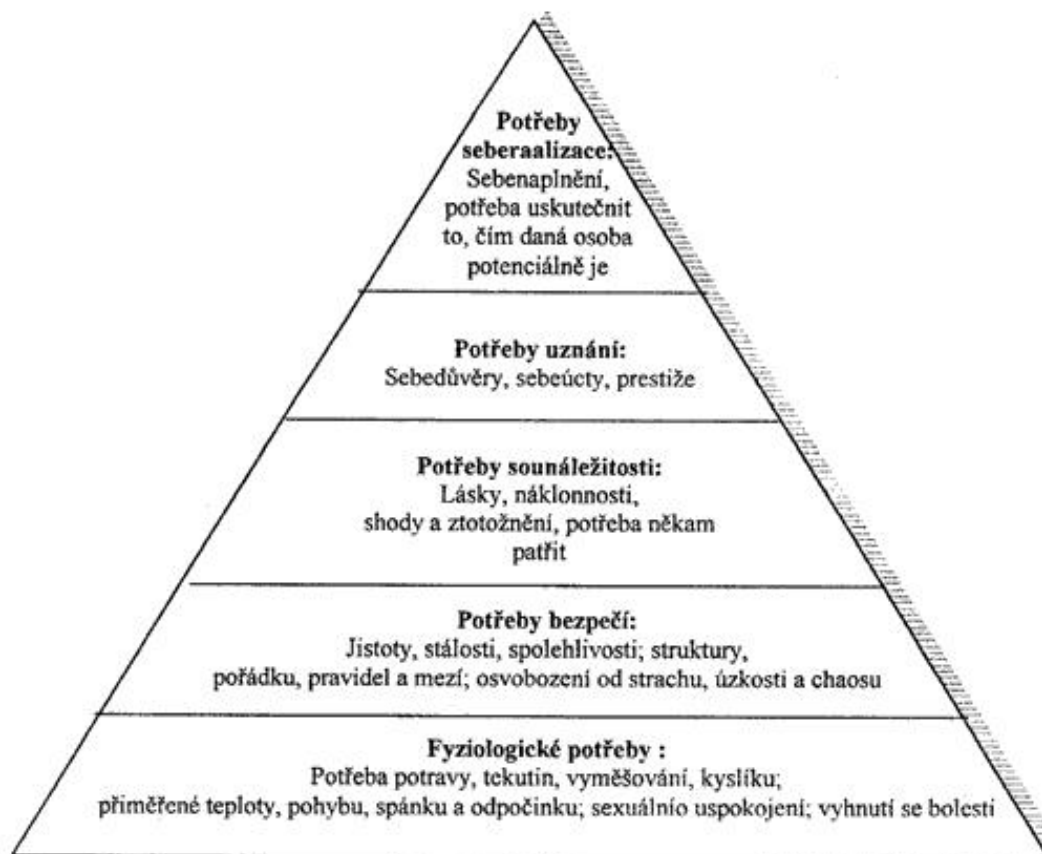 Potřeby
seberaalizace:
Sebenaplnění,
potřeba uskutečnit
to, čím daná osoba
potenciálně je
Potřeby uznání:
Sebedůvěry, sebeúcty, prestiže
Potřeby sounáležitosti:
Lásky, náklonnosti,
shody a ztotožnění, potřeba někam
patřit
Potřeby bezpečí:
Jistoty, stálosti, spolehlivosti; struktury,
pořádku, pravidel a mezí; osvobození od strachu, úzkosti a chaosu
Fyziologické potřeby :
Potřeba potravy, tekutin, vyměšování, kyslíku;
přiměřené teploty, pohybu, spánku a odpočinku; sexuálnío uspokojení; vyhnutí se bolesti